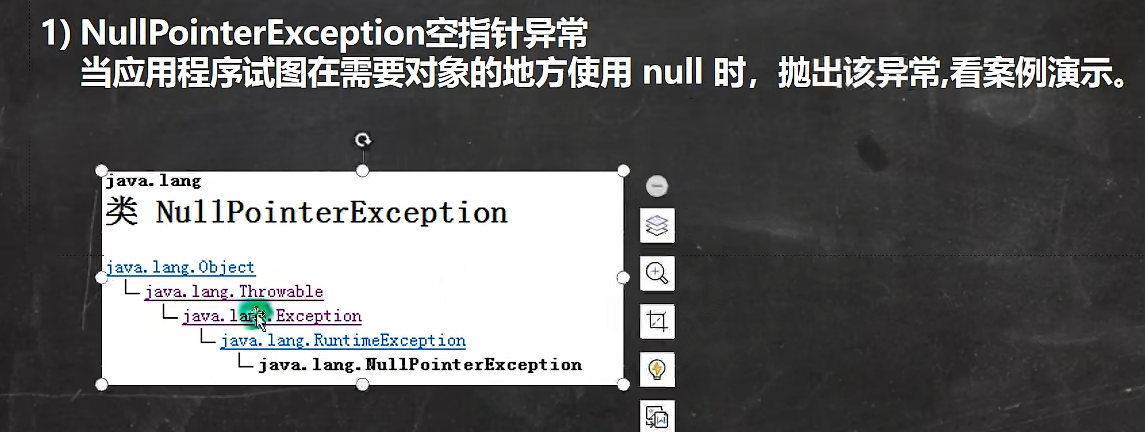 1) NullPointerException空指针异常
当应用程序试图在需要对象的地方使用 null 时，抛出该异常,看案例演示。
java.lang
类 NullPointerException
java.lang.Object
java.lang.Throwable
java.lang.Exception
java.lang.RuntimeException
java.lang.NullPointerException